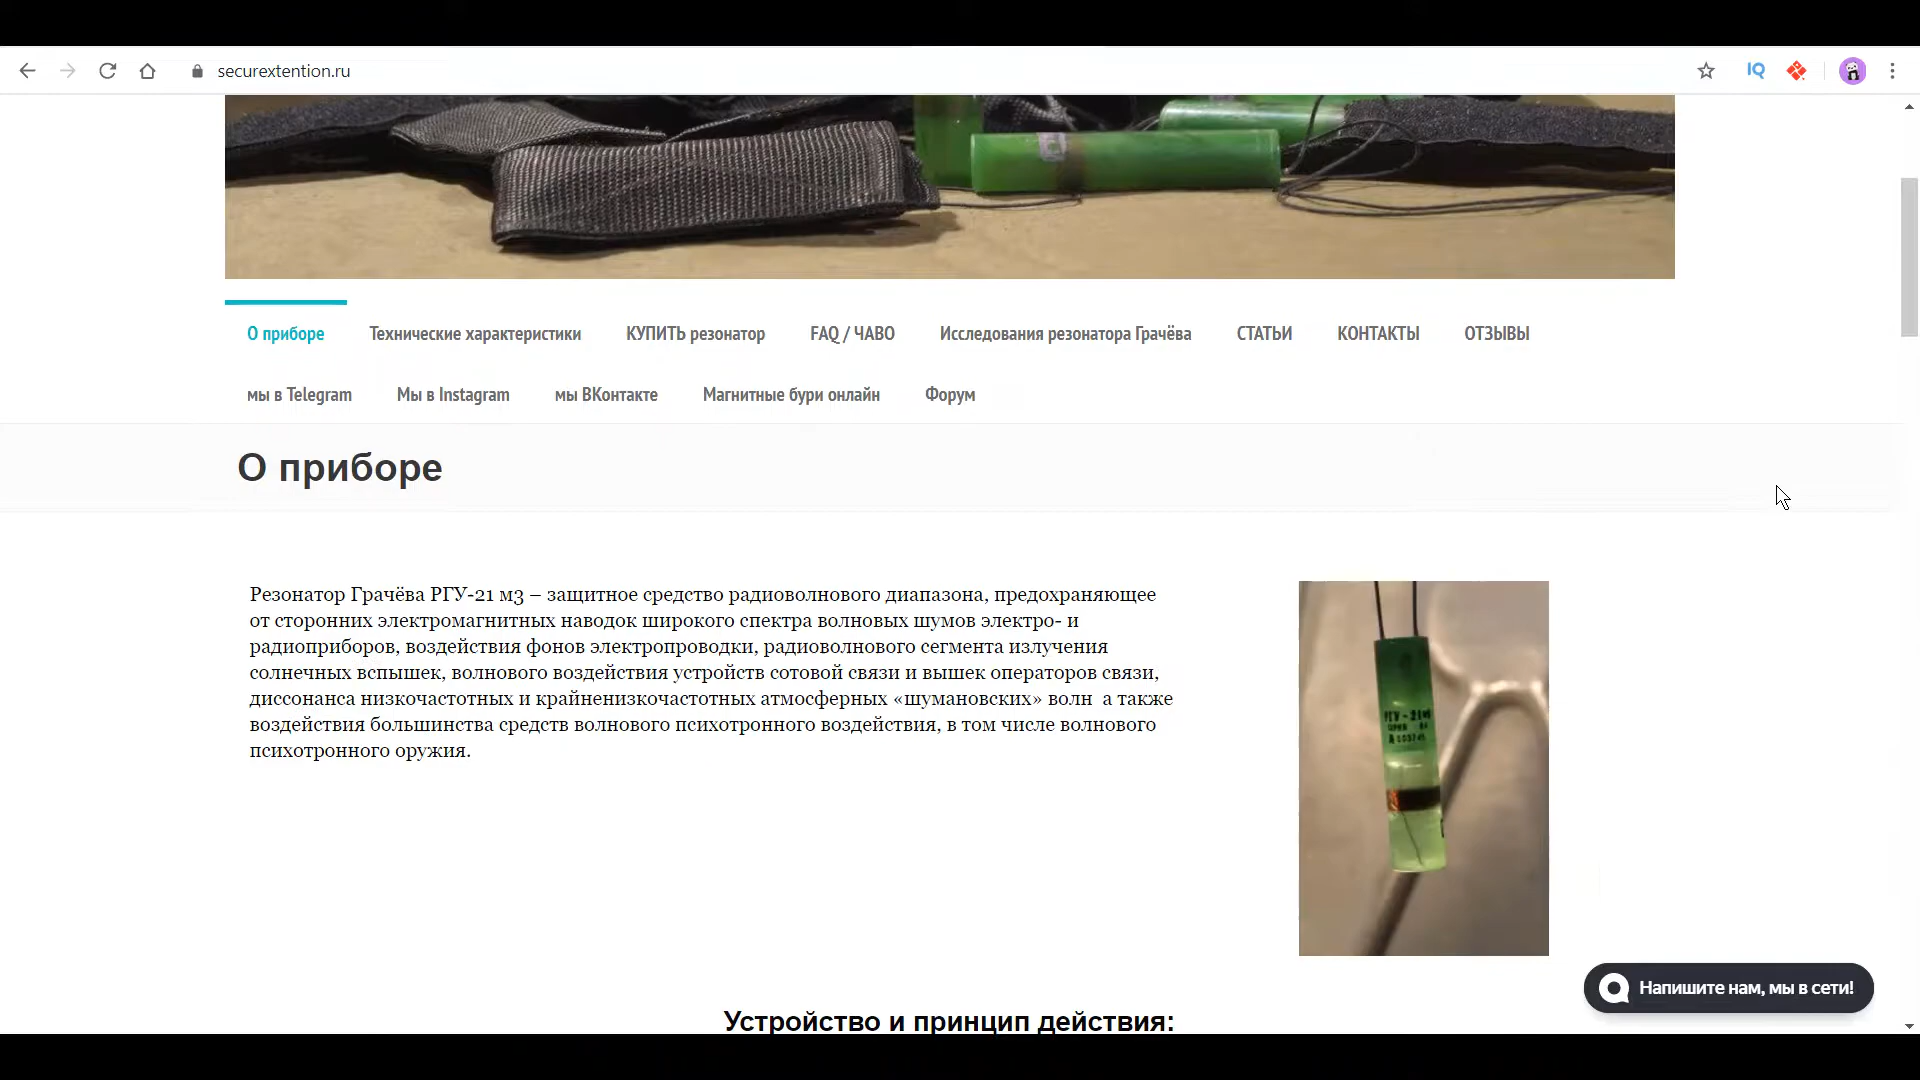 securextention.ru
IQ
О приборе Технические характеристики КУПИТЬ резонатор FAQ / ЧАВО Исследования резонатора Грачёва СТАТЬИ КОНТАКТЫ ОТЗЫВЫ
мы в Telegram Мы в Instagram мы ВКонтакте Магнитные бури онлайн Форум
О приборе
Резонатор Грачёва РГУ-21 м3 – защитное средство радиоволнового диапазона, предохраняющее
от сторонних электромагнитных наводок широкого спектра волновых шумов электро- и
радиоприборов, воздействия фонов электропроводки, радиоволнового сегмента излучения
солнечных вспышек, волнового воздействия устройств сотовой связи и вышек операторов связи,
диссонанса низкочастотных и крайненизкочастотных атмосферных «шумановских» волн а также
воздействия большинства средств волнового психотронного воздействия, в том числе волнового
психотронного оружия.
РГУ-21м3
Устройство и принцип действия:
Напишите нам, мы в сети!